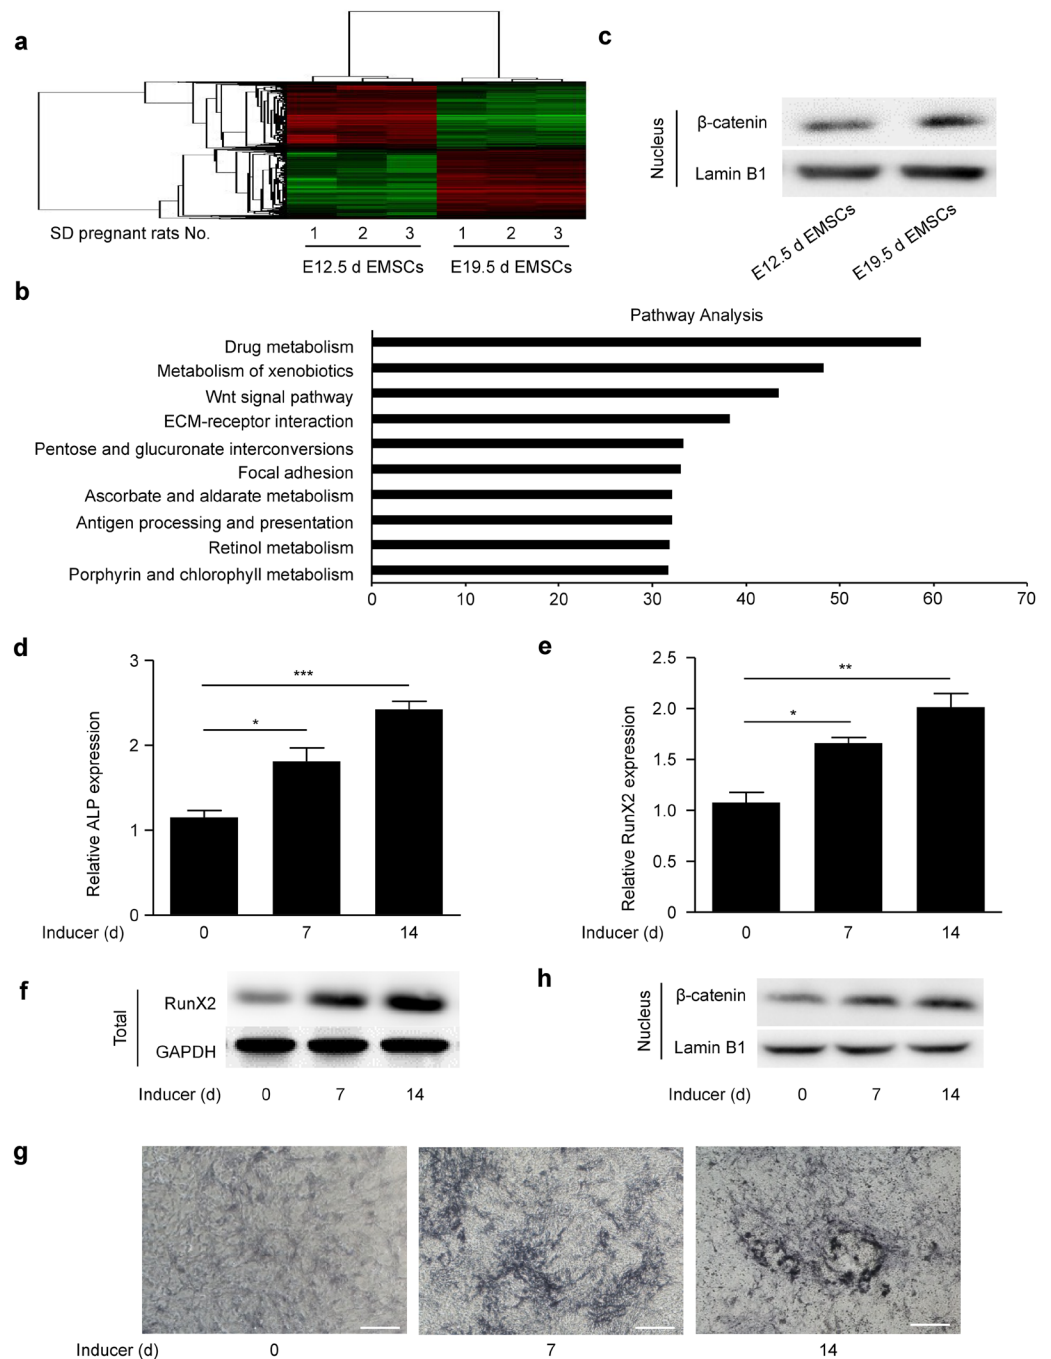 a
SD pregnant rats No.
1 2 3 1 2 3
E12.5 d EMSCs E19.5 d EMSCs
c
Nucleus
β-catenin
Lamin B1
E12.5 d EMSCs
E19.5 d EMSCs
b
Pathway Analysis
Drug metabolism
Metabolism of xenobiotics
Wnt signal pathway
ECM-receptor interaction
Pentose and glucuronate interconversions
Focal adhesion
Ascorbate and aldarate metabolism
Antigen processing and presentation
Retinol metabolism
Porphyrin and chlorophyll metabolism
0 10 20 30 40 50 60 70
d
Relative ALP expression
3
2
1
0
***
*
Inducer (d) 0 7 14
e
Relative RunX2 expression
2.5
2.0
1.5
1.0
0.5
0
**
*
Inducer (d) 0 7 14
f
Total
RunX2
GAPDH
Inducer (d) 0 7 14
h
Nucleus
β-catenin
Lamin B1
Inducer (d) 0 7 14
g
Inducer (d) 0 7 14